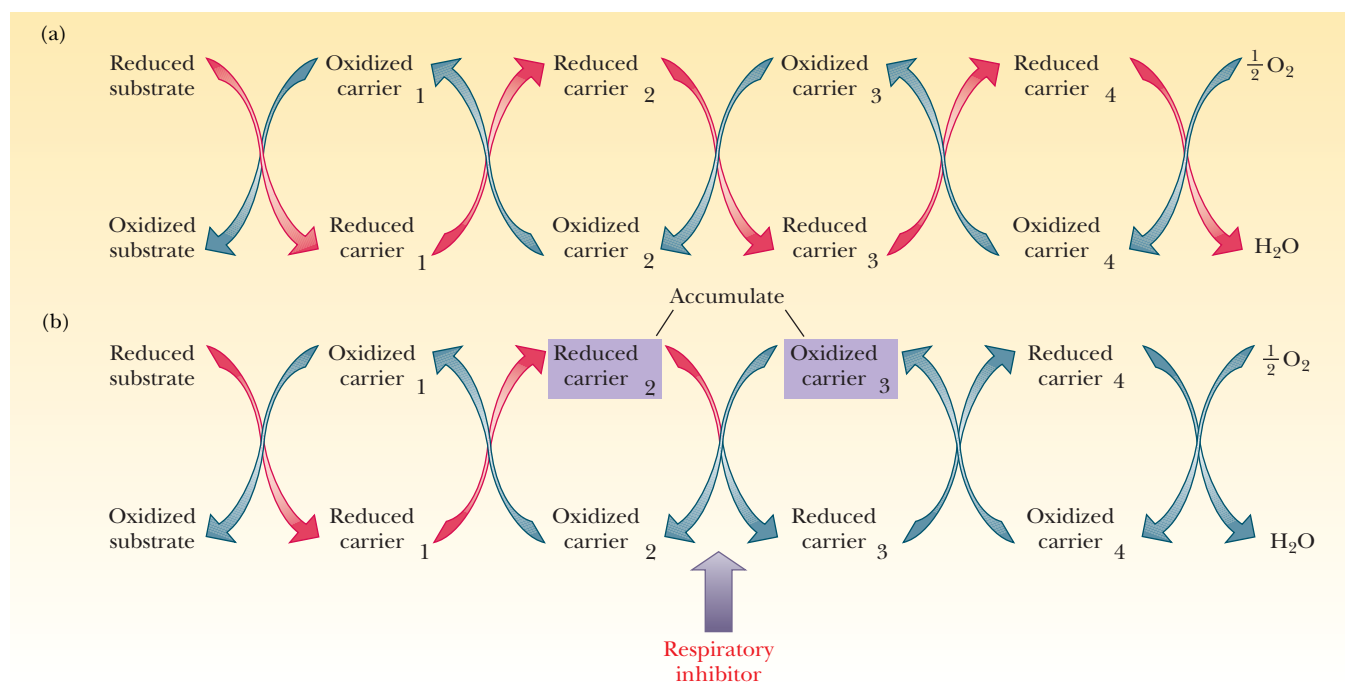 (a)
Reduced
substrate
Oxidized
carrier 1
Reduced
carrier 2
Oxidized
carrier 3
Reduced
carrier 4
½ O₂
Oxidized
substrate
Reduced
carrier 1
Oxidized
carrier 2
Reduced
carrier 3
Oxidized
carrier 4
H₂O
Accumulate
(b)
Reduced
substrate
Oxidized
carrier 1
Reduced
carrier 2
Oxidized
carrier 3
Reduced
carrier 4
½ O₂
Oxidized
substrate
Reduced
carrier 1
Oxidized
carrier 2
Reduced
carrier 3
Oxidized
carrier 4
H₂O
Respiratory
inhibitor